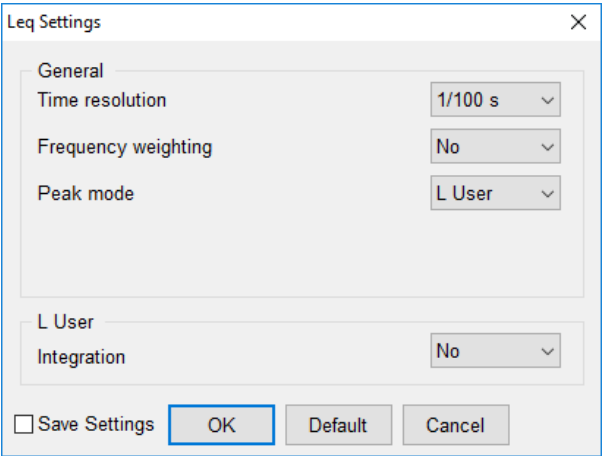 Leq Settings
General
Time resolution 1/100 s
Frequency weighting No
Peak mode L User
L User
Integration No
Save Settings OK Default Cancel